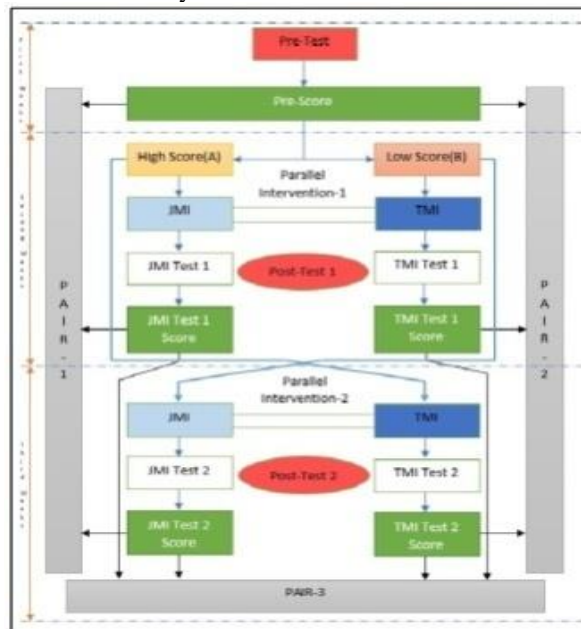 Pre-Test
Pre-Score
High Score(A)
Low Score(B)
Parallel
Intervention-1
JMI
TMI
JMI Test 1
Post-Test 1
TMI Test 1
JMI Test 1
Score
TMI Test 1
Score
Parallel
Intervention-2
JMI
TMI
JMI Test 2
Post-Test 2
TMI Test 2
JMI Test 2
Score
TMI Test 2
Score
PAIR-1
PAIR-2
PAIR-3